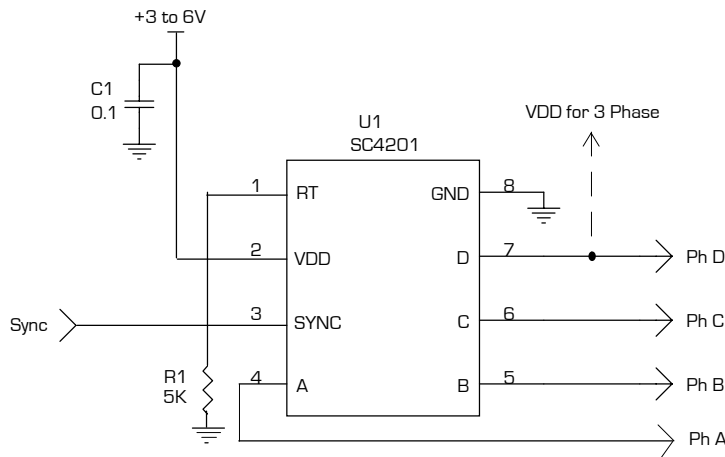 +3 to 6V
C1
0.1
VDD for 3 Phase
U1
SC4201
1
RT
GND
8
2
VDD
D
7
Ph D
Sync
3
SYNC
C
6
Ph C
R1
5K
4
A
B
5
Ph B
Ph A